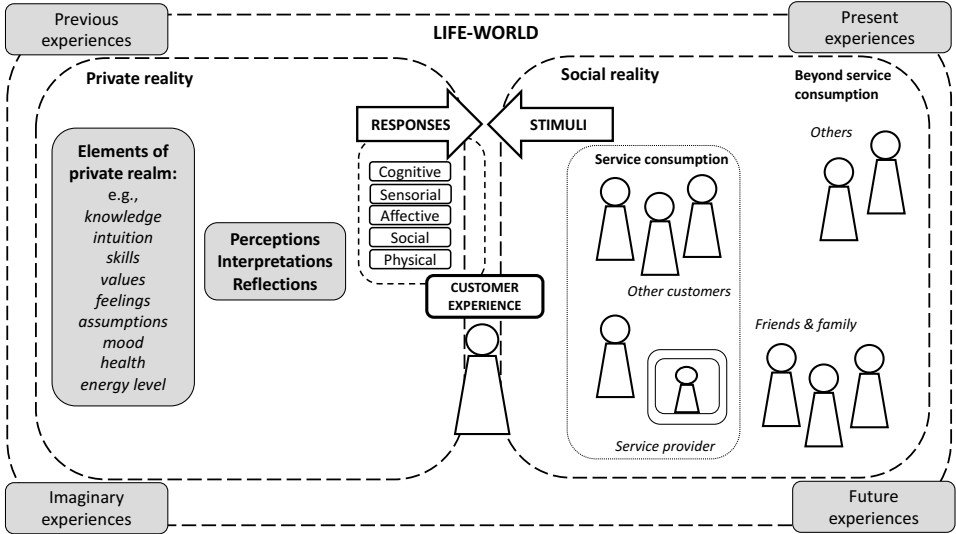 Previous
experiences
LIFE-WORLD
Present
experiences
Private reality
Social reality
Beyond service
consumption
RESPONSES
STIMULI
Others
Elements of
private realm:
e.g.,
knowledge
intuition
skills
values
feelings
assumptions
mood
health
energy level
Perceptions
Interpretations
Reflections
Cognitive
Sensorial
Affective
Social
Physical
CUSTOMER
EXPERIENCE
Service consumption
Other customers
Friends & family
Service provider
Imaginary
experiences
Future
experiences